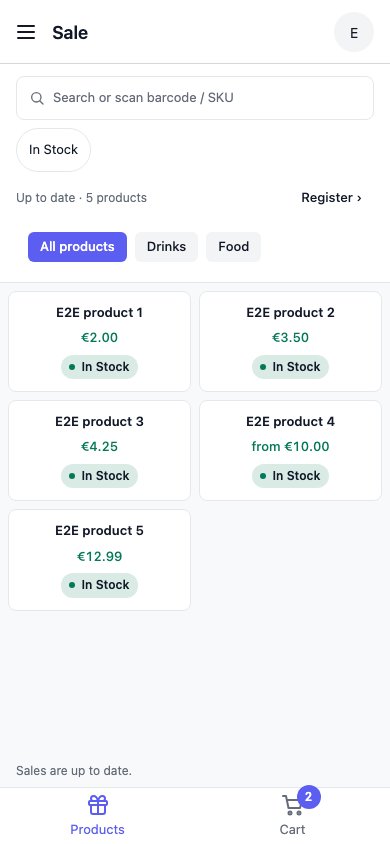 Sale
E
Search or scan barcode / SKU
In Stock
Up to date · 5 products
Register ›
All products
Drinks
Food
E2E product 1
€2.00
In Stock
E2E product 2
€3.50
In Stock
E2E product 3
€4.25
In Stock
E2E product 4
from €10.00
In Stock
E2E product 5
€12.99
In Stock
Sales are up to date.
Products
2
Cart